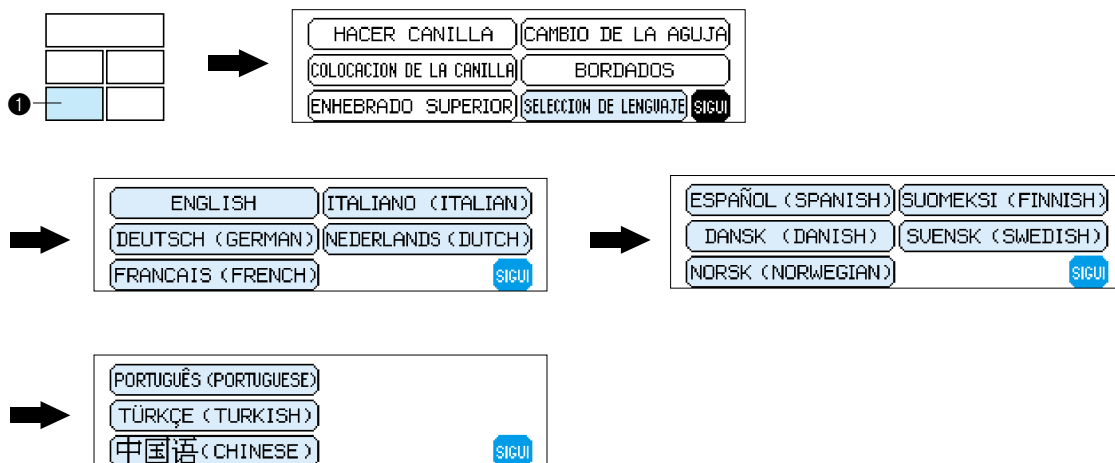 HACER CANILLA CAMBIO DE LA AGUJA
COLOCACION DE LA CANILLA BORDADOS
❶
ENHEBRADO SUPERIOR SELECCION DE LENGUAJE SIGUI
ENGLISH ITALIANO (ITALIAN)
DEUTSCH (GERMAN) NEDERLANDS (DUTCH)
FRANCAIS (FRENCH) SIGUI
ESPAÑOL (SPANISH) SUOMEKSI (FINNISH)
DANSK (DANISH) SVENSK (SWEDISH)
NORSK (NORWEGIAN) SIGUI
PORTUGUÊS (PORTUGUESE)
TÜRKÇE (TURKISH)
中国语(CHINESE) SIGUI